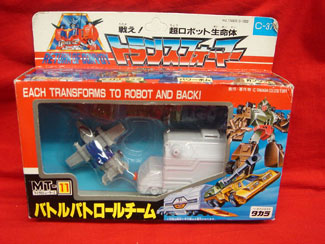 戦え! 超ロボット生命体
トランスフォーマー
C-37
EACH TRANSFORMS TO ROBOT AND BACK!
MT-11
バトルパトロールチーム
タカラ